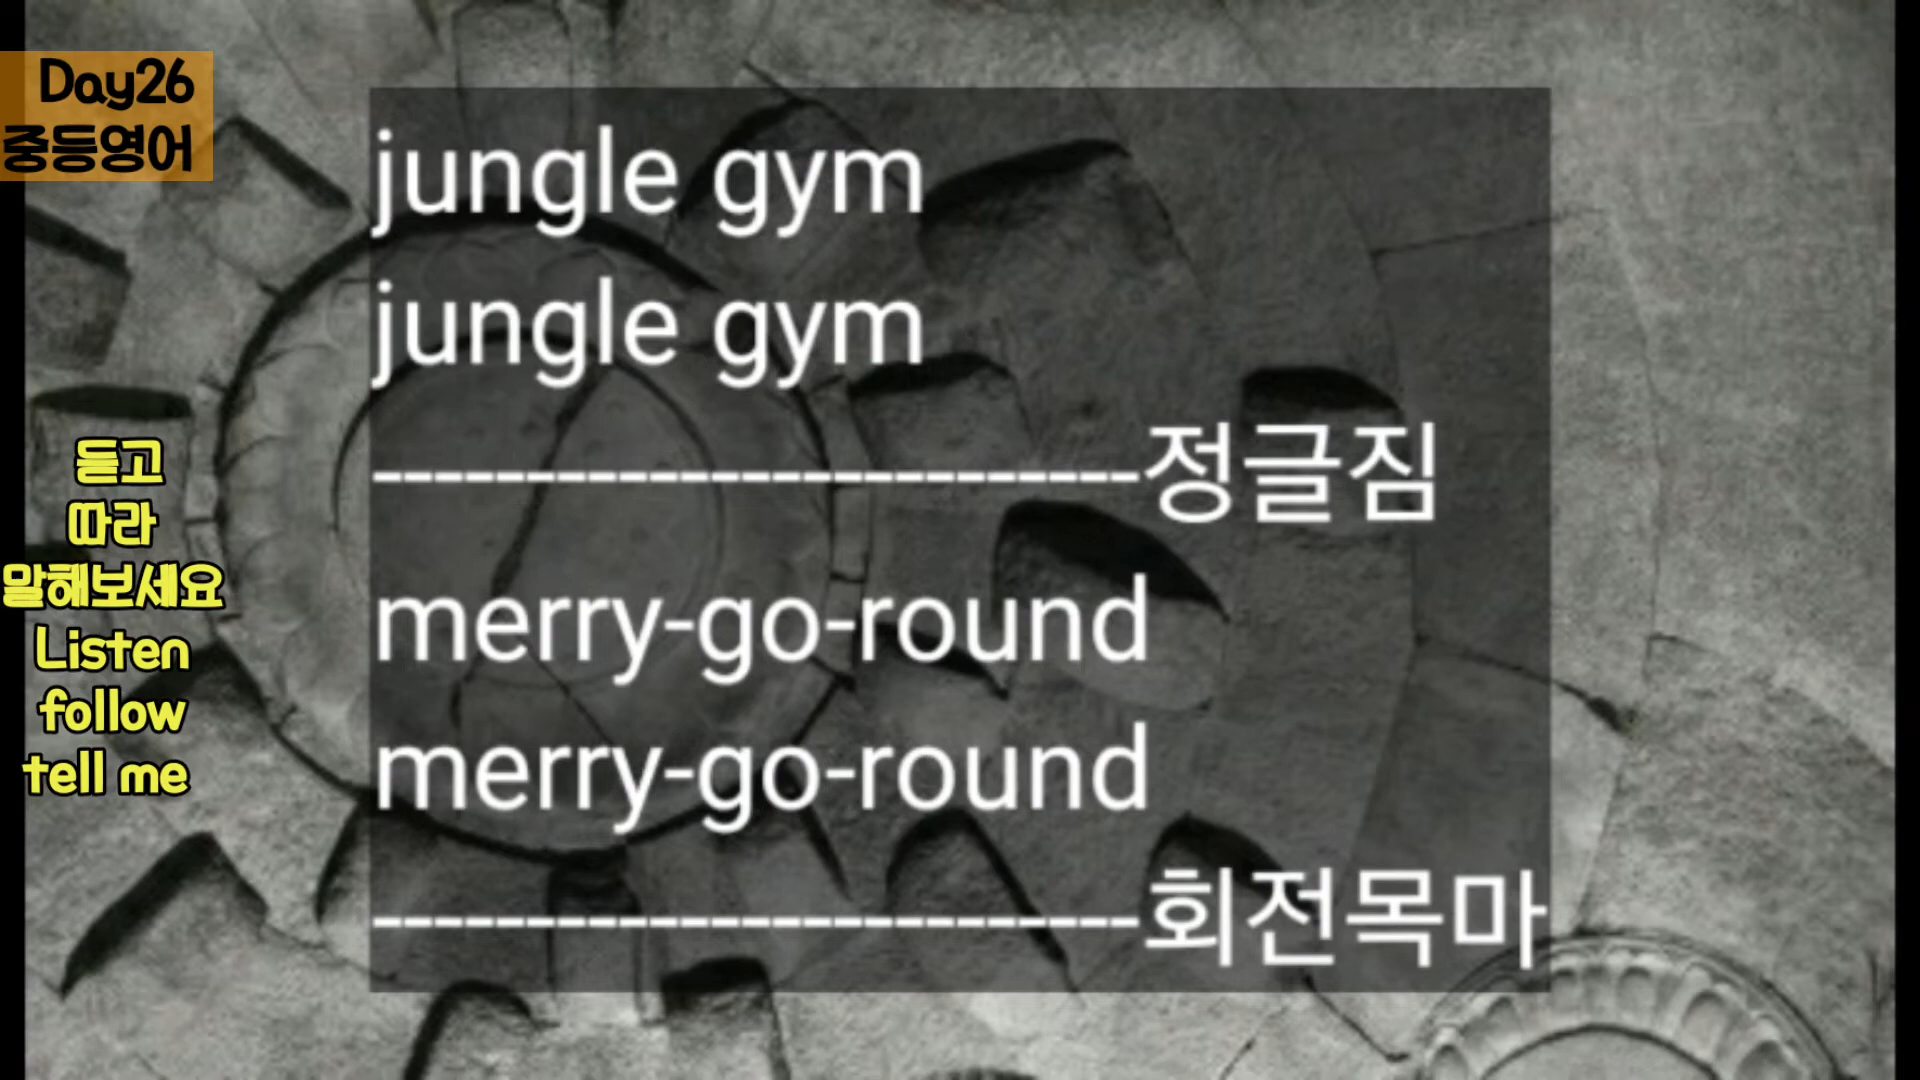 Day26
중등영어
jungle gym
jungle gym
-------------------------정글짐
merry-go-round
merry-go-round
-------------------------회전목마
듣고
따라
말해보세요
Listen
follow
tell me